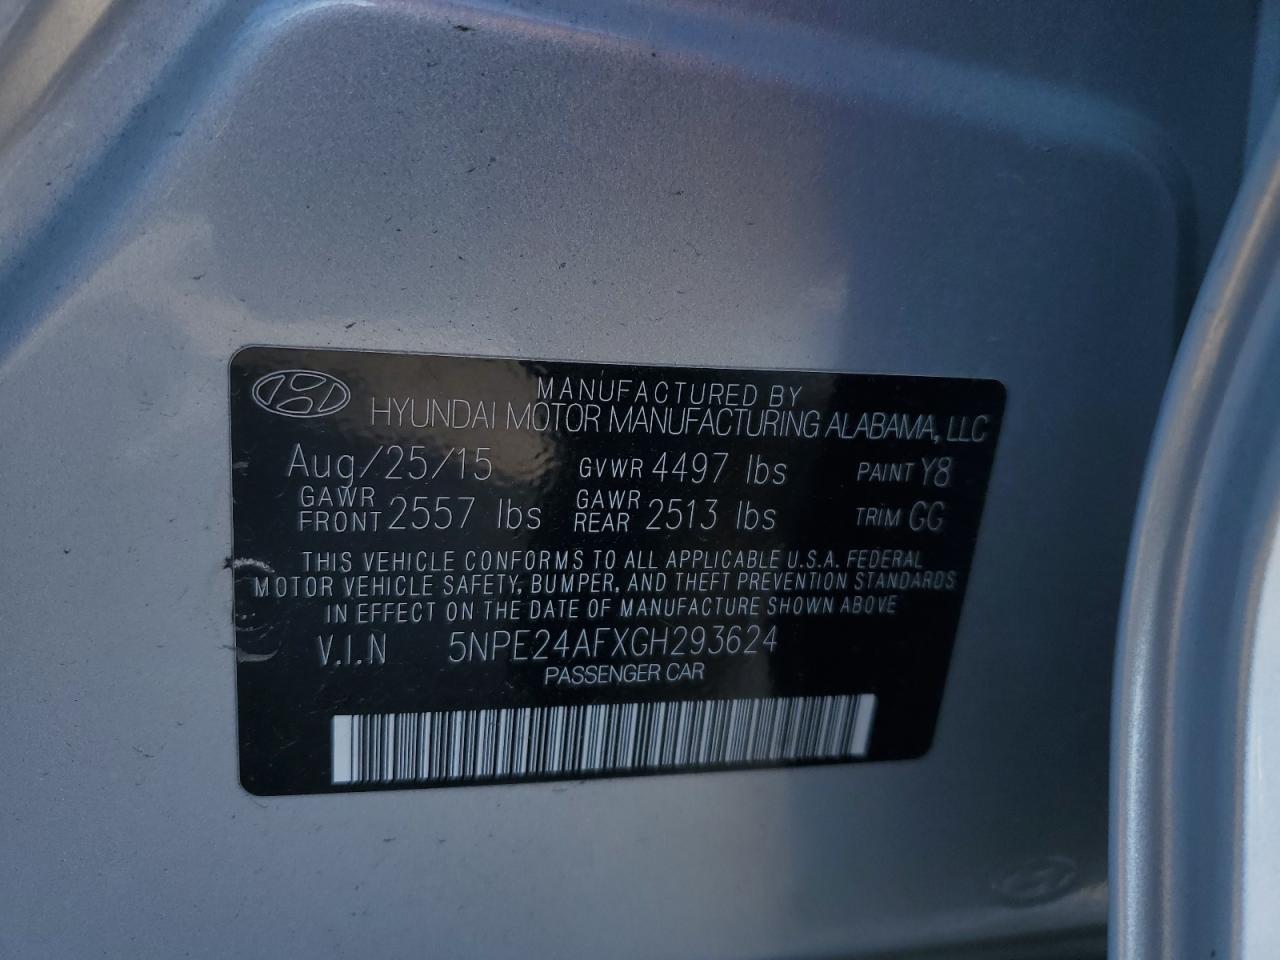 MANUFACTURED BY
HYUNDAI MOTOR MANUFACTURING ALABAMA, LLC
Aug/25/15 GVWR 4497 lbs PAINT Y8
GAWR FRONT 2557 lbs GAWR REAR 2513 lbs TRIM GG
THIS VEHICLE CONFORMS TO ALL APPLICABLE U.S.A. FEDERAL
MOTOR VEHICLE SAFETY, BUMPER, AND THEFT PREVENTION STANDARDS
IN EFFECT ON THE DATE OF MANUFACTURE SHOWN ABOVE
V.I.N 5NPE24AFXGH293624
PASSENGER CAR